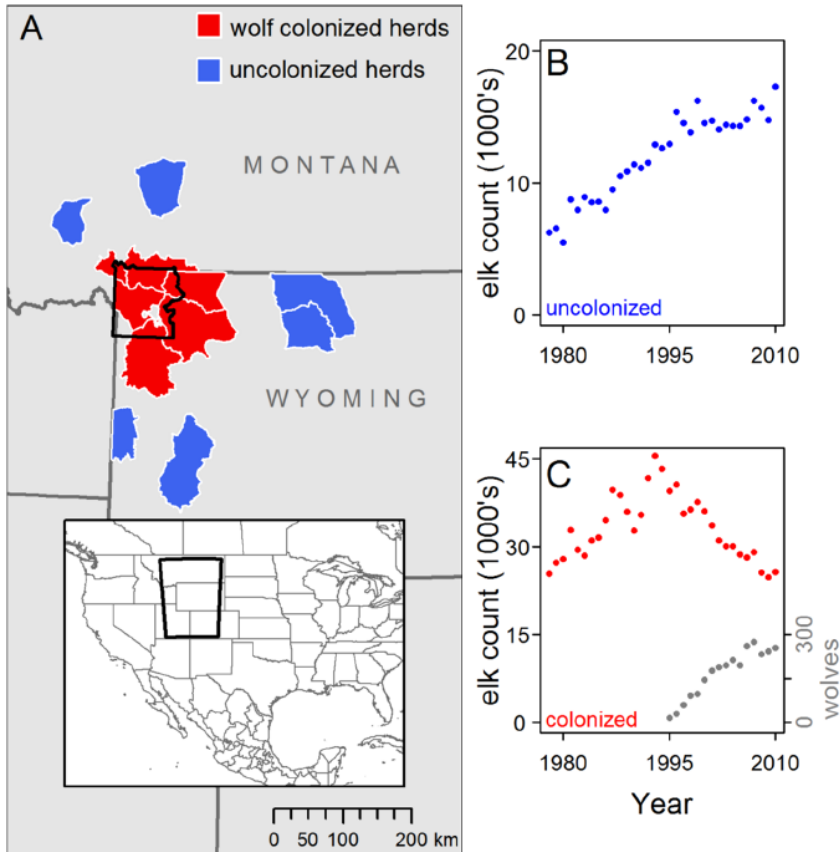 A
wolf colonized herds
uncolonized herds
MONTANA
WYOMING
0 50 100 200 km
B
elk count (1000's)
20
10
0
uncolonized
1980 1995 2010
C
elk count (1000's)
45
30
15
0
colonized
300
0
wolves
1980 1995 2010
Year